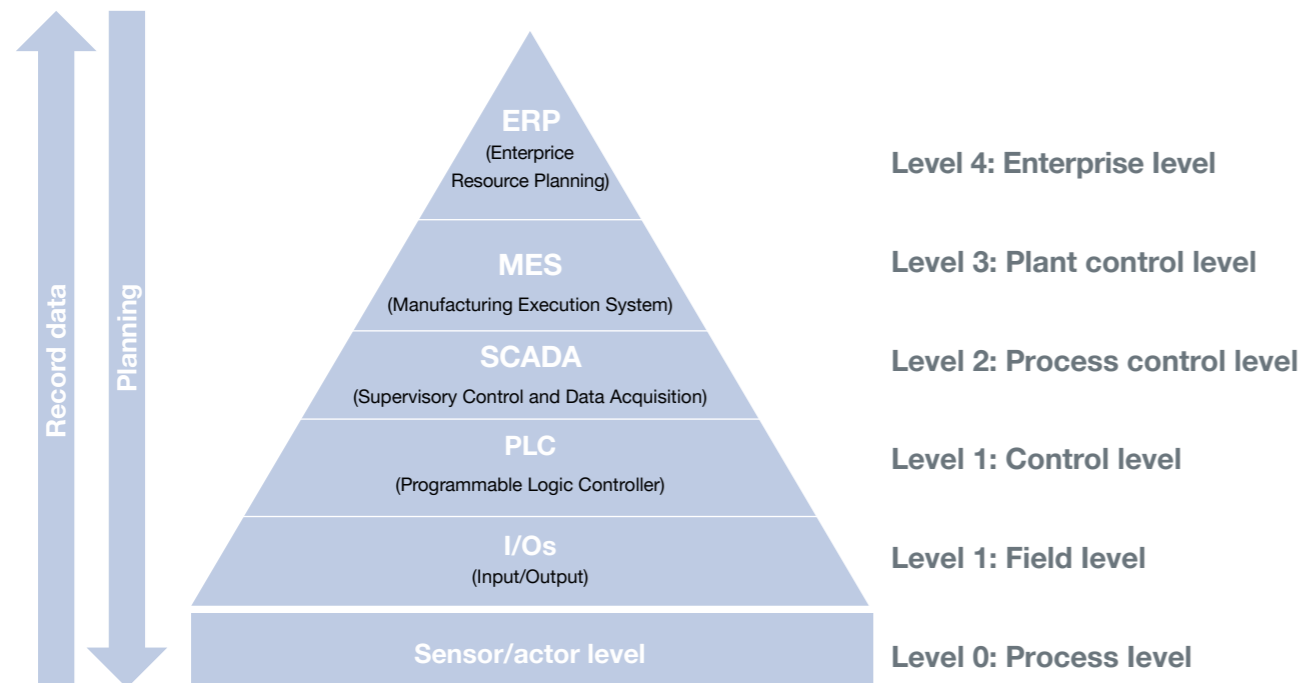 Record data
Planning
ERP
(Enterprice
Resource Planning)
Level 4: Enterprise level
MES
(Manufacturing Execution System)
Level 3: Plant control level
SCADA
(Supervisory Control and Data Acquisition)
Level 2: Process control level
PLC
(Programmable Logic Controller)
Level 1: Control level
I/Os
(Input/Output)
Level 1: Field level
Sensor/actor level
Level 0: Process level